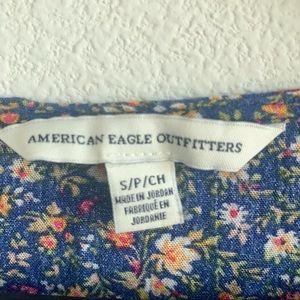 AMERICAN EAGLE OUTFITTERS
S/P/CH
MADE IN JORDAN
FABRIQUÉ EN
JORDANIE